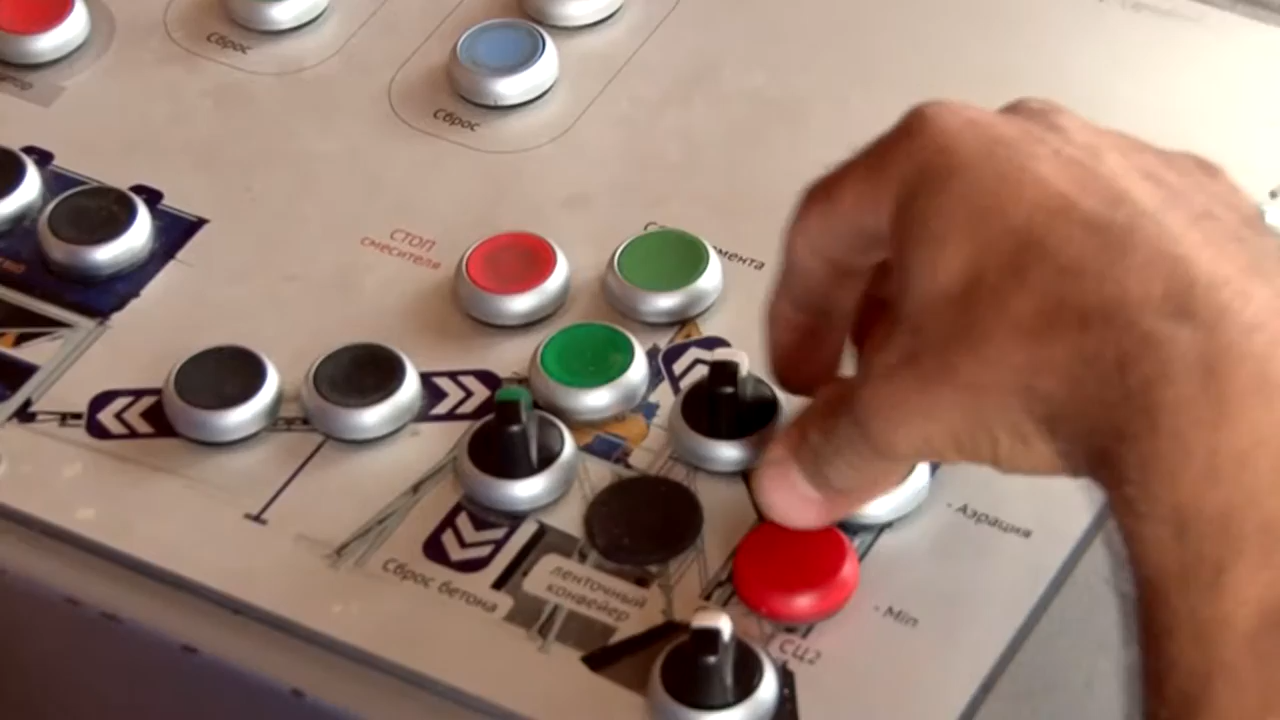 Сброс
Сброс
СТОП
смесителя
Сброс бетона
ленточный
конвейер
- Аэрация
- Min
СЦ2